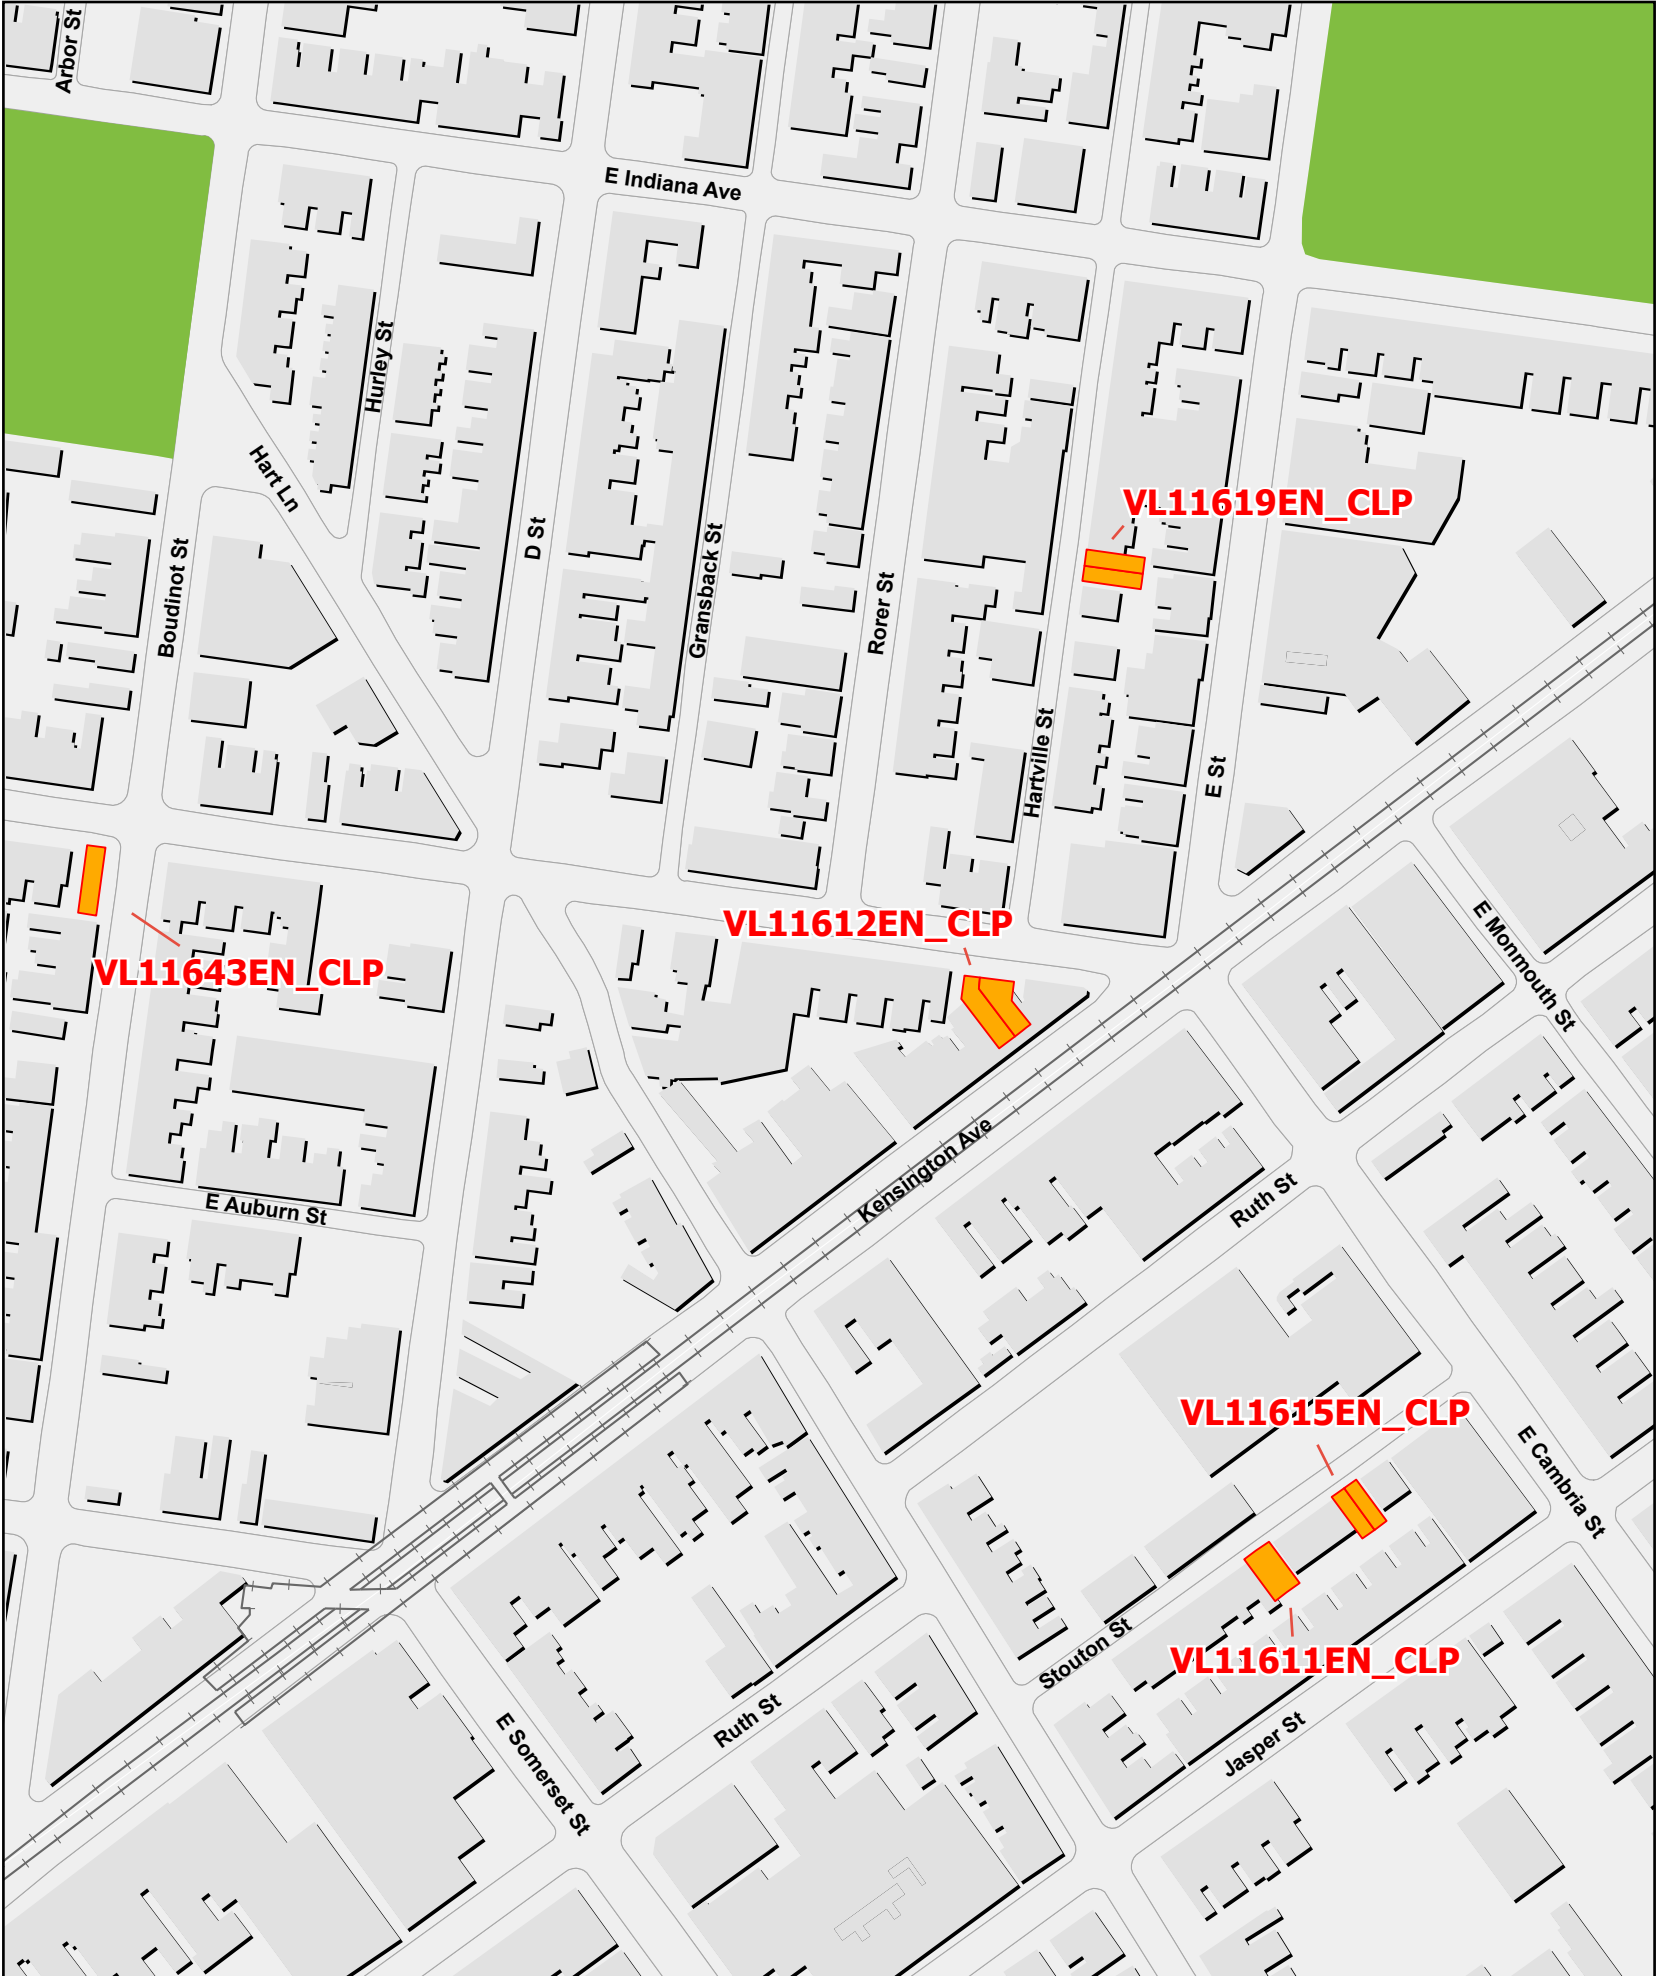 Arbor St
E Indiana Ave
Hurley St
Hart Ln
VL11619EN_CLP
D St
Gransback St
Boudinot St
Rorer St
Hartville St
E St
VL11612EN_CLP
E Monmouth St
VL11643EN_CLP
Kensington Ave
E Auburn St
Ruth St
VL11615EN_CLP
E Cambria St
Stouton St
VL11611EN_CLP
Ruth St
Jasper St
E Somerset St